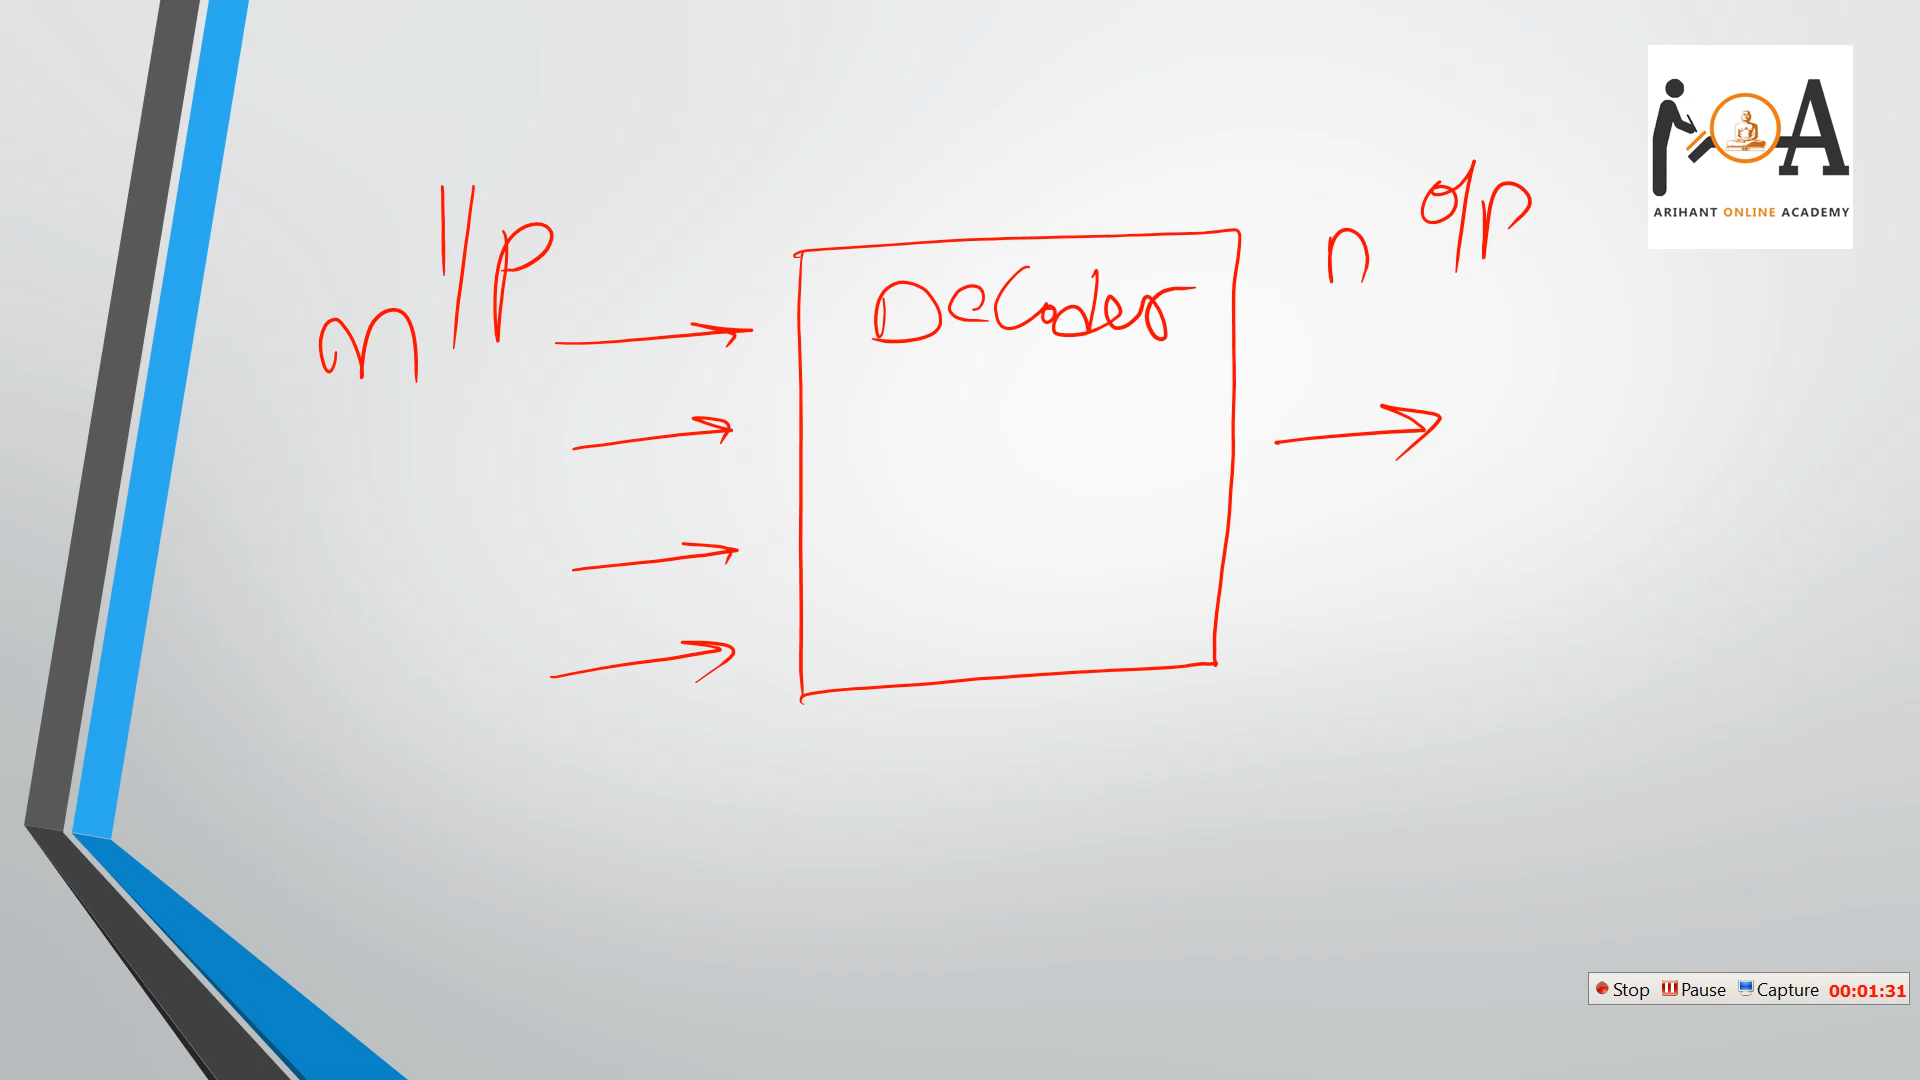 m I/p
Decoder
n o/p
A
ARIHANT ONLINE ACADEMY
Stop Pause Capture 00:01:31